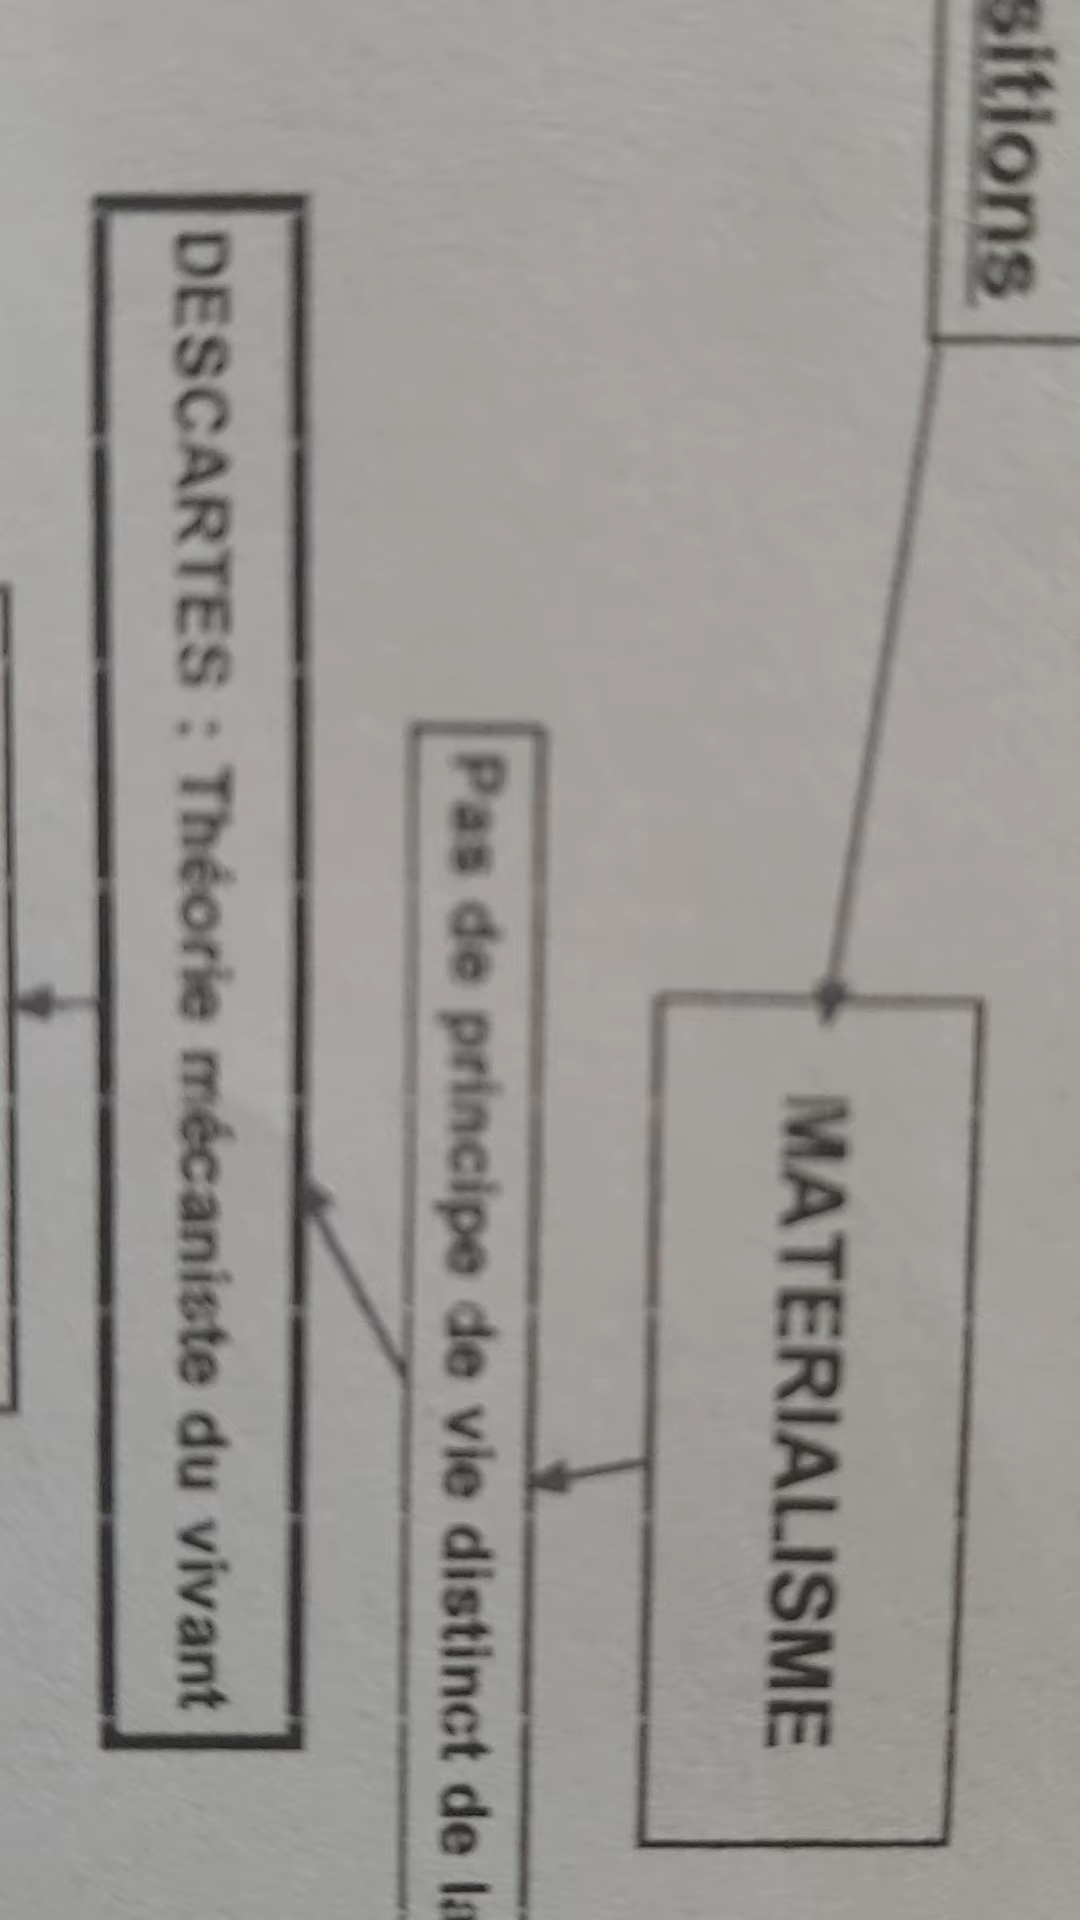 sitions
MATERIALISME
Pas de principe de vie distinct de la
DESCARTES : Théorie mécaniste du vivant